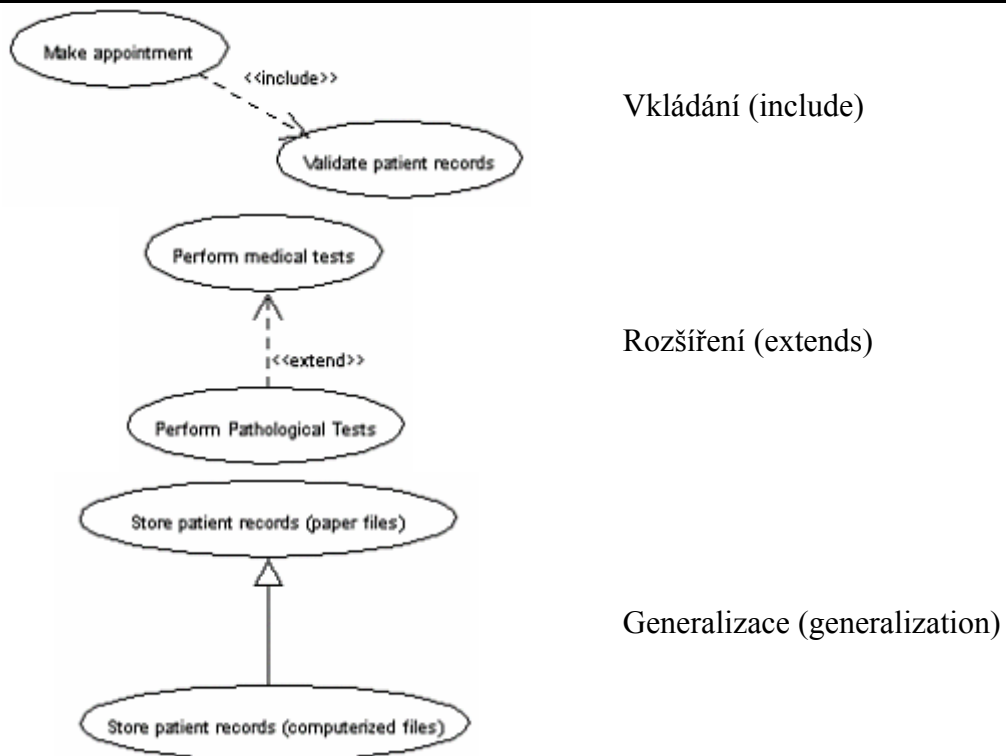 Make appointment
<<include>>
Vkládání (include)
Validate patient records
Perform medical tests
Rozšíření (extends)
<<extend>>
Perform Pathological Tests
Store patient records (paper files)
Generalizace (generalization)
Store patient records (computerized files)